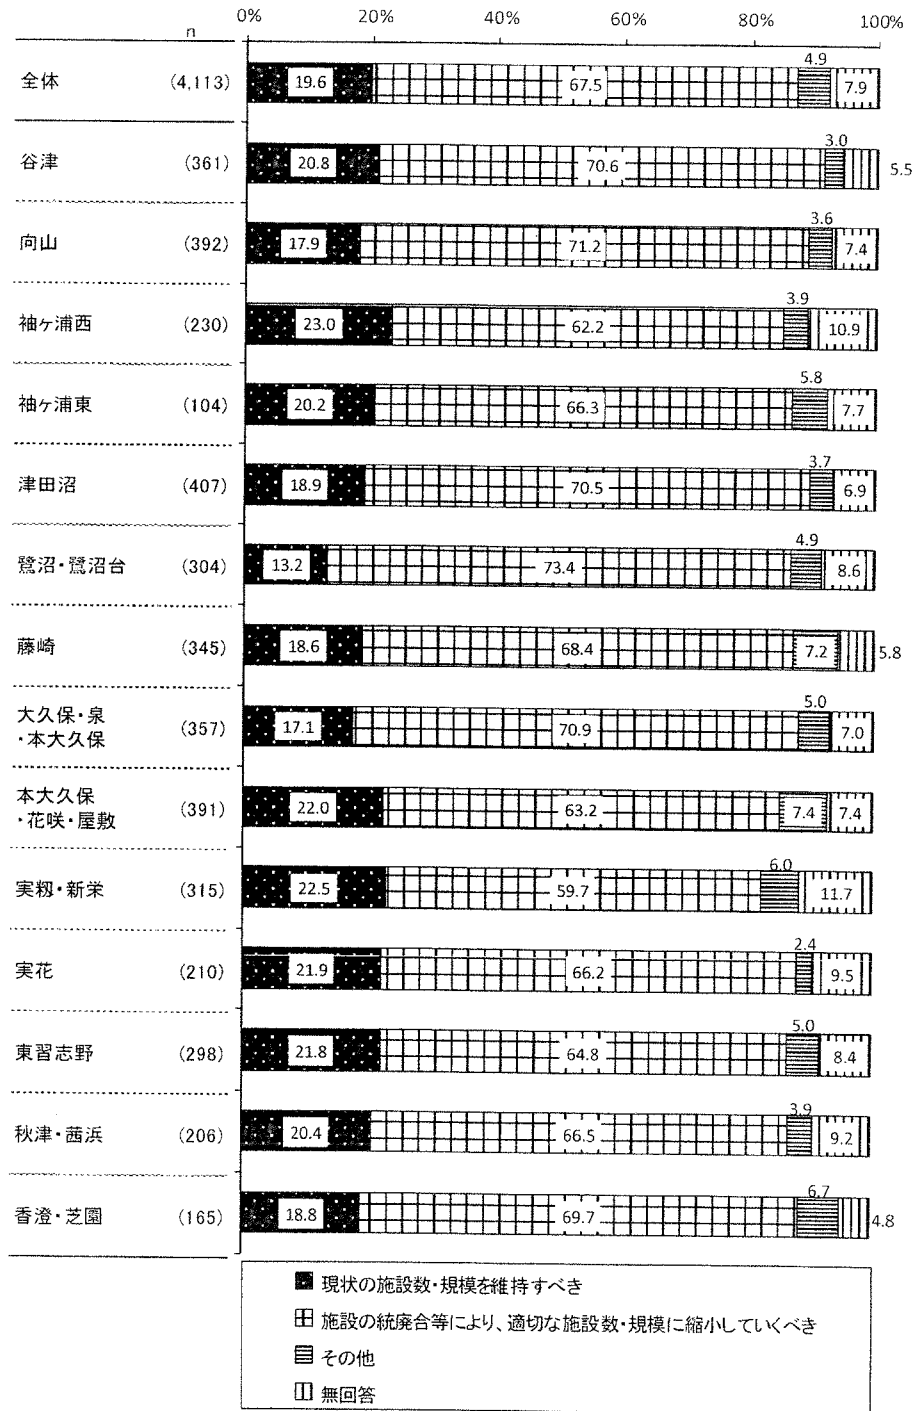 0% 20% 40% 60% 80% 100%
n
全体 (4,113) 19.6 67.5 4.9 7.9
谷津 (361) 20.8 70.6 3.0 5.5
向山 (392) 17.9 71.2 3.6 7.4
袖ヶ浦西 (230) 23.0 62.2 3.9 10.9
袖ヶ浦東 (104) 20.2 66.3 5.8 7.7
津田沼 (407) 18.9 70.5 3.7 6.9
鷺沼・鷺沼台 (304) 13.2 73.4 4.9 8.6
藤崎 (345) 18.6 68.4 7.2 5.8
大久保・泉
・本大久保 (357) 17.1 70.9 5.0 7.0
本大久保
・花咲・屋敷 (391) 22.0 63.2 7.4 7.4
実籾・新栄 (315) 22.5 59.7 6.0 11.7
実花 (210) 21.9 66.2 2.4 9.5
東習志野 (298) 21.8 64.8 5.0 8.4
秋津・茜浜 (206) 20.4 66.5 3.9 9.2
香澄・芝園 (165) 18.8 69.7 6.7 4.8
現状の施設数・規模を維持すべき
施設の統廃合等により、適切な施設数・規模に縮小していくべき
その他
無回答